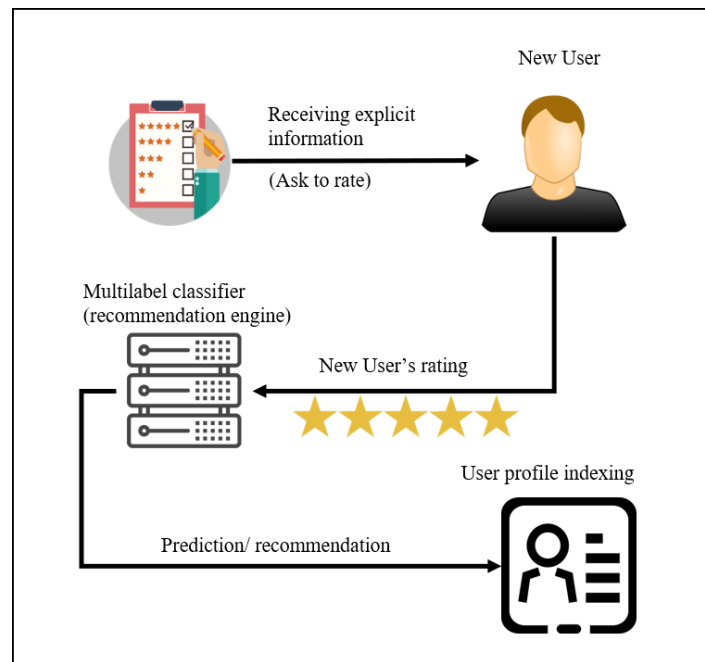 New User
Receiving explicit
information
(Ask to rate)
Multilabel classifier
(recommendation engine)
New User’s rating
User profile indexing
Prediction/ recommendation